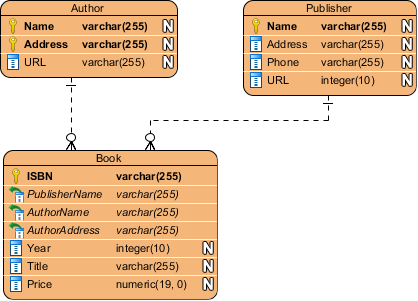 Author
Name varchar(255) N
Address varchar(255) N
URL varchar(255) N
Publisher
Name varchar(255) N
Address varchar(255) N
Phone varchar(255) N
URL integer(10) N
Book
ISBN varchar(255)
PublisherName varchar(255)
AuthorName varchar(255)
AuthorAddress varchar(255)
Year integer(10) N
Title varchar(255) N
Price numeric(19, 0) N